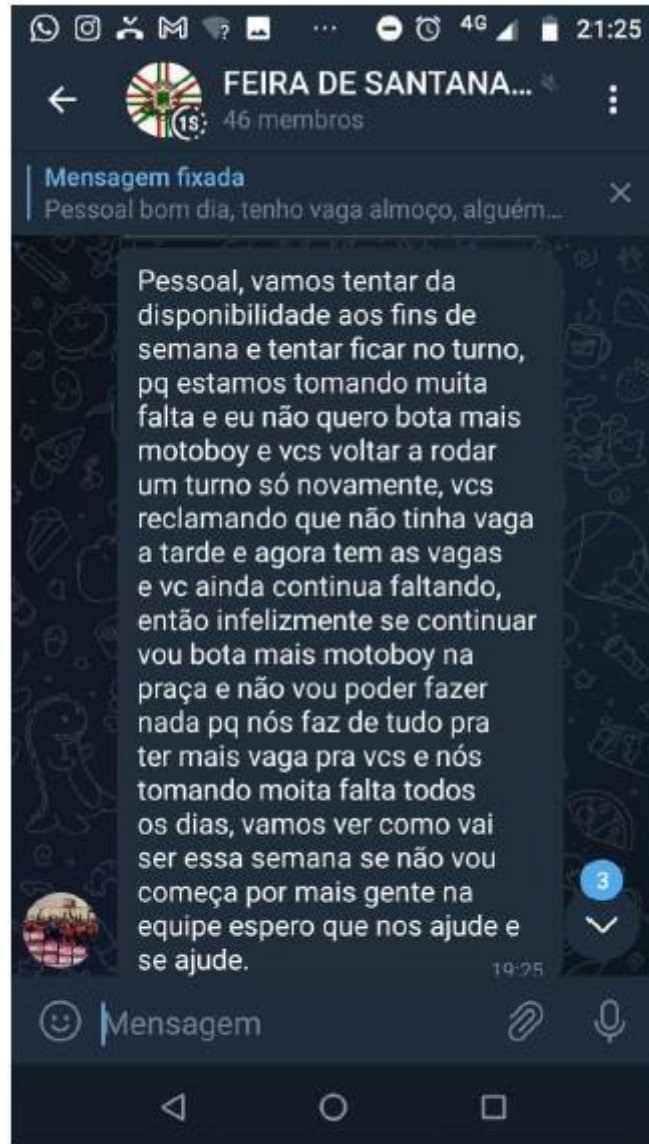 4G 21:25
FEIRA DE SANTANA...
1S
46 membros
Mensagem fixada
Pessoal bom dia, tenho vaga almoço, alguém...
Pessoal, vamos tentar da
disponibilidade aos fins de
semana e tentar ficar no turno,
pq estamos tomando muita
falta e eu não quero bota mais
motoboy e vcs voltar a rodar
um turno só novamente, vcs
reclamando que não tinha vaga
a tarde e agora tem as vagas
e vc ainda continua faltando,
então infelizmente se continuar
vou bota mais motoboy na
praça e não vou poder fazer
nada pq nós faz de tudo pra
ter mais vaga pra vcs e nós
tomando moita falta todos
os dias, vamos ver como vai
ser essa semana se não vou
começa por mais gente na
equipe espero que nos ajude e
se ajude.
19:25
3
Mensagem